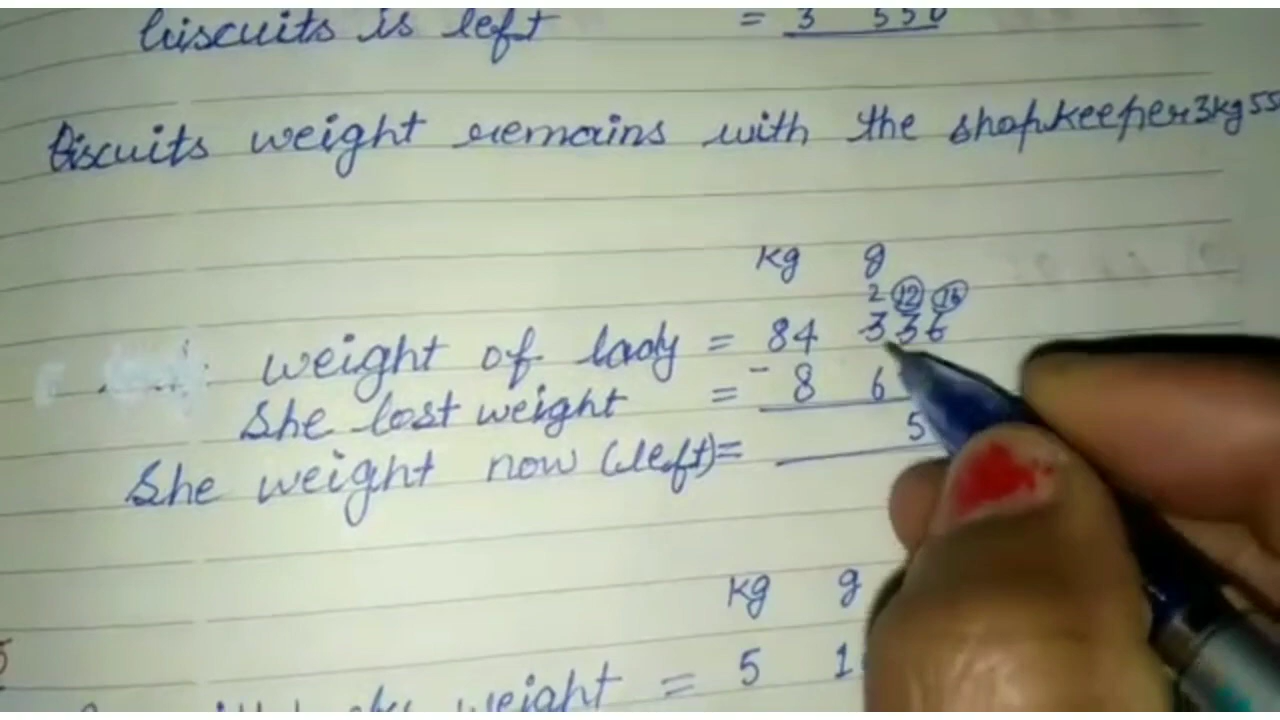 biscuits is left = 3 550
Biscuits weight remains with the shopkeeper 3kg 55
kg g
2 12 16
weight of lady = 84 336
She lost weight = - 8 6
She weight now (left) = 5
kg g
weight = 5 1